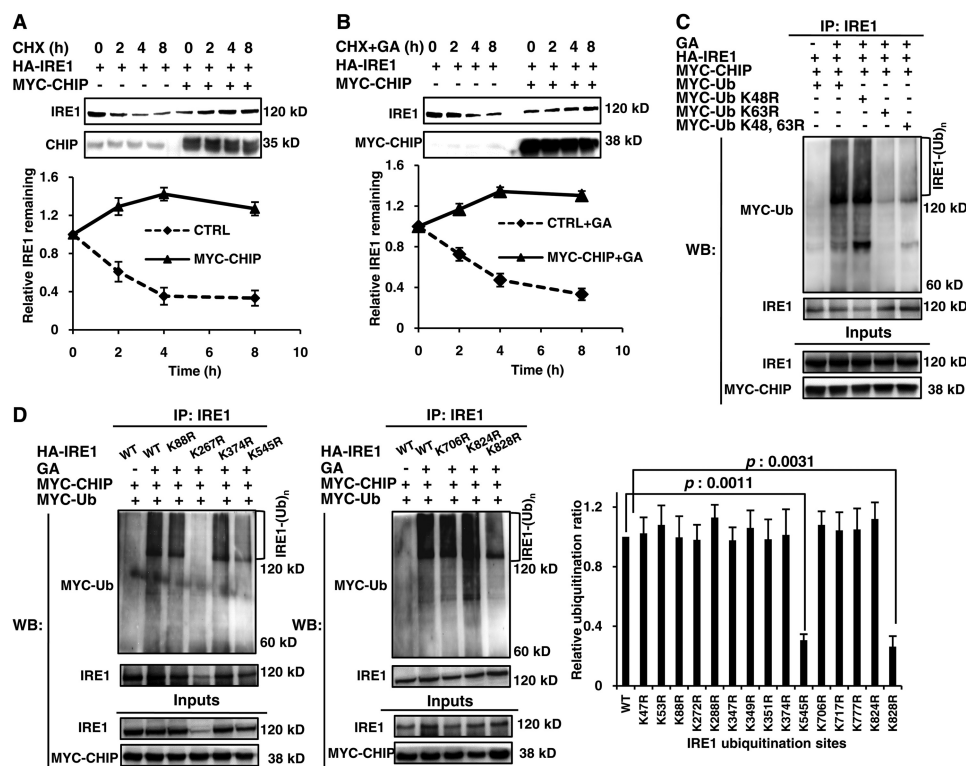 A
CHX (h) 0 2 4 8 0 2 4 8
HA-IRE1 + + + + + + + +
MYC-CHIP - - - - + + + +
IRE1 120 kD
CHIP 35 kD
Relative IRE1 remaining
1.6
1.2
0.8
0.4
0
CTRL
MYC-CHIP
0 2 4 6 8 10
Time (h)
B
CHX+GA (h) 0 2 4 8 0 2 4 8
HA-IRE1 + + + + + + + +
MYC-CHIP - - - - + + + +
IRE1 120 kD
MYC-CHIP 38 kD
Relative IRE1 remaining
1.6
1.2
0.8
0.4
0
CTRL+GA
MYC-CHIP+GA
0 2 4 6 8 10
Time (h)
C
IP: IRE1
GA - + + + +
HA-IRE1 + + + + +
MYC-CHIP + + + + +
MYC-Ub + + - - -
MYC-Ub K48R - - + - -
MYC-Ub K63R - - - + -
MYC-Ub K48, 63R - - - - +
IRE1-(Ub)n
MYC-Ub
120 kD
WB:
60 kD
IRE1 120 kD
Inputs
IRE1 120 kD
MYC-CHIP 38 kD
D
IP: IRE1
HA-IRE1 WT WT K88R K267R K374R K545R
GA - + + + + +
MYC-CHIP + + + + + +
MYC-Ub + + + + + +
IRE1-(Ub)n
120 kD
MYC-Ub
WB:
60 kD
IRE1 120 kD
Inputs
IRE1 120 kD
MYC-CHIP 38 kD
IP: IRE1
HA-IRE1 WT WT K706R K824R K828R
GA - + + + +
MYC-CHIP + + + + +
MYC-Ub + + + + +
IRE1-(Ub)n
120 kD
MYC-Ub
WB:
60 kD
IRE1 120 kD
Inputs
IRE1 120 kD
MYC-CHIP 38 kD
p : 0.0031
p : 0.0011
Relative ubiquitination ratio
1.2
0.8
0.4
0
WT K47R K53R K88R K272R K288R K347R K349R K351R K374R K545R K706R K717R K777R K824R K828R
IRE1 ubiquitination sites